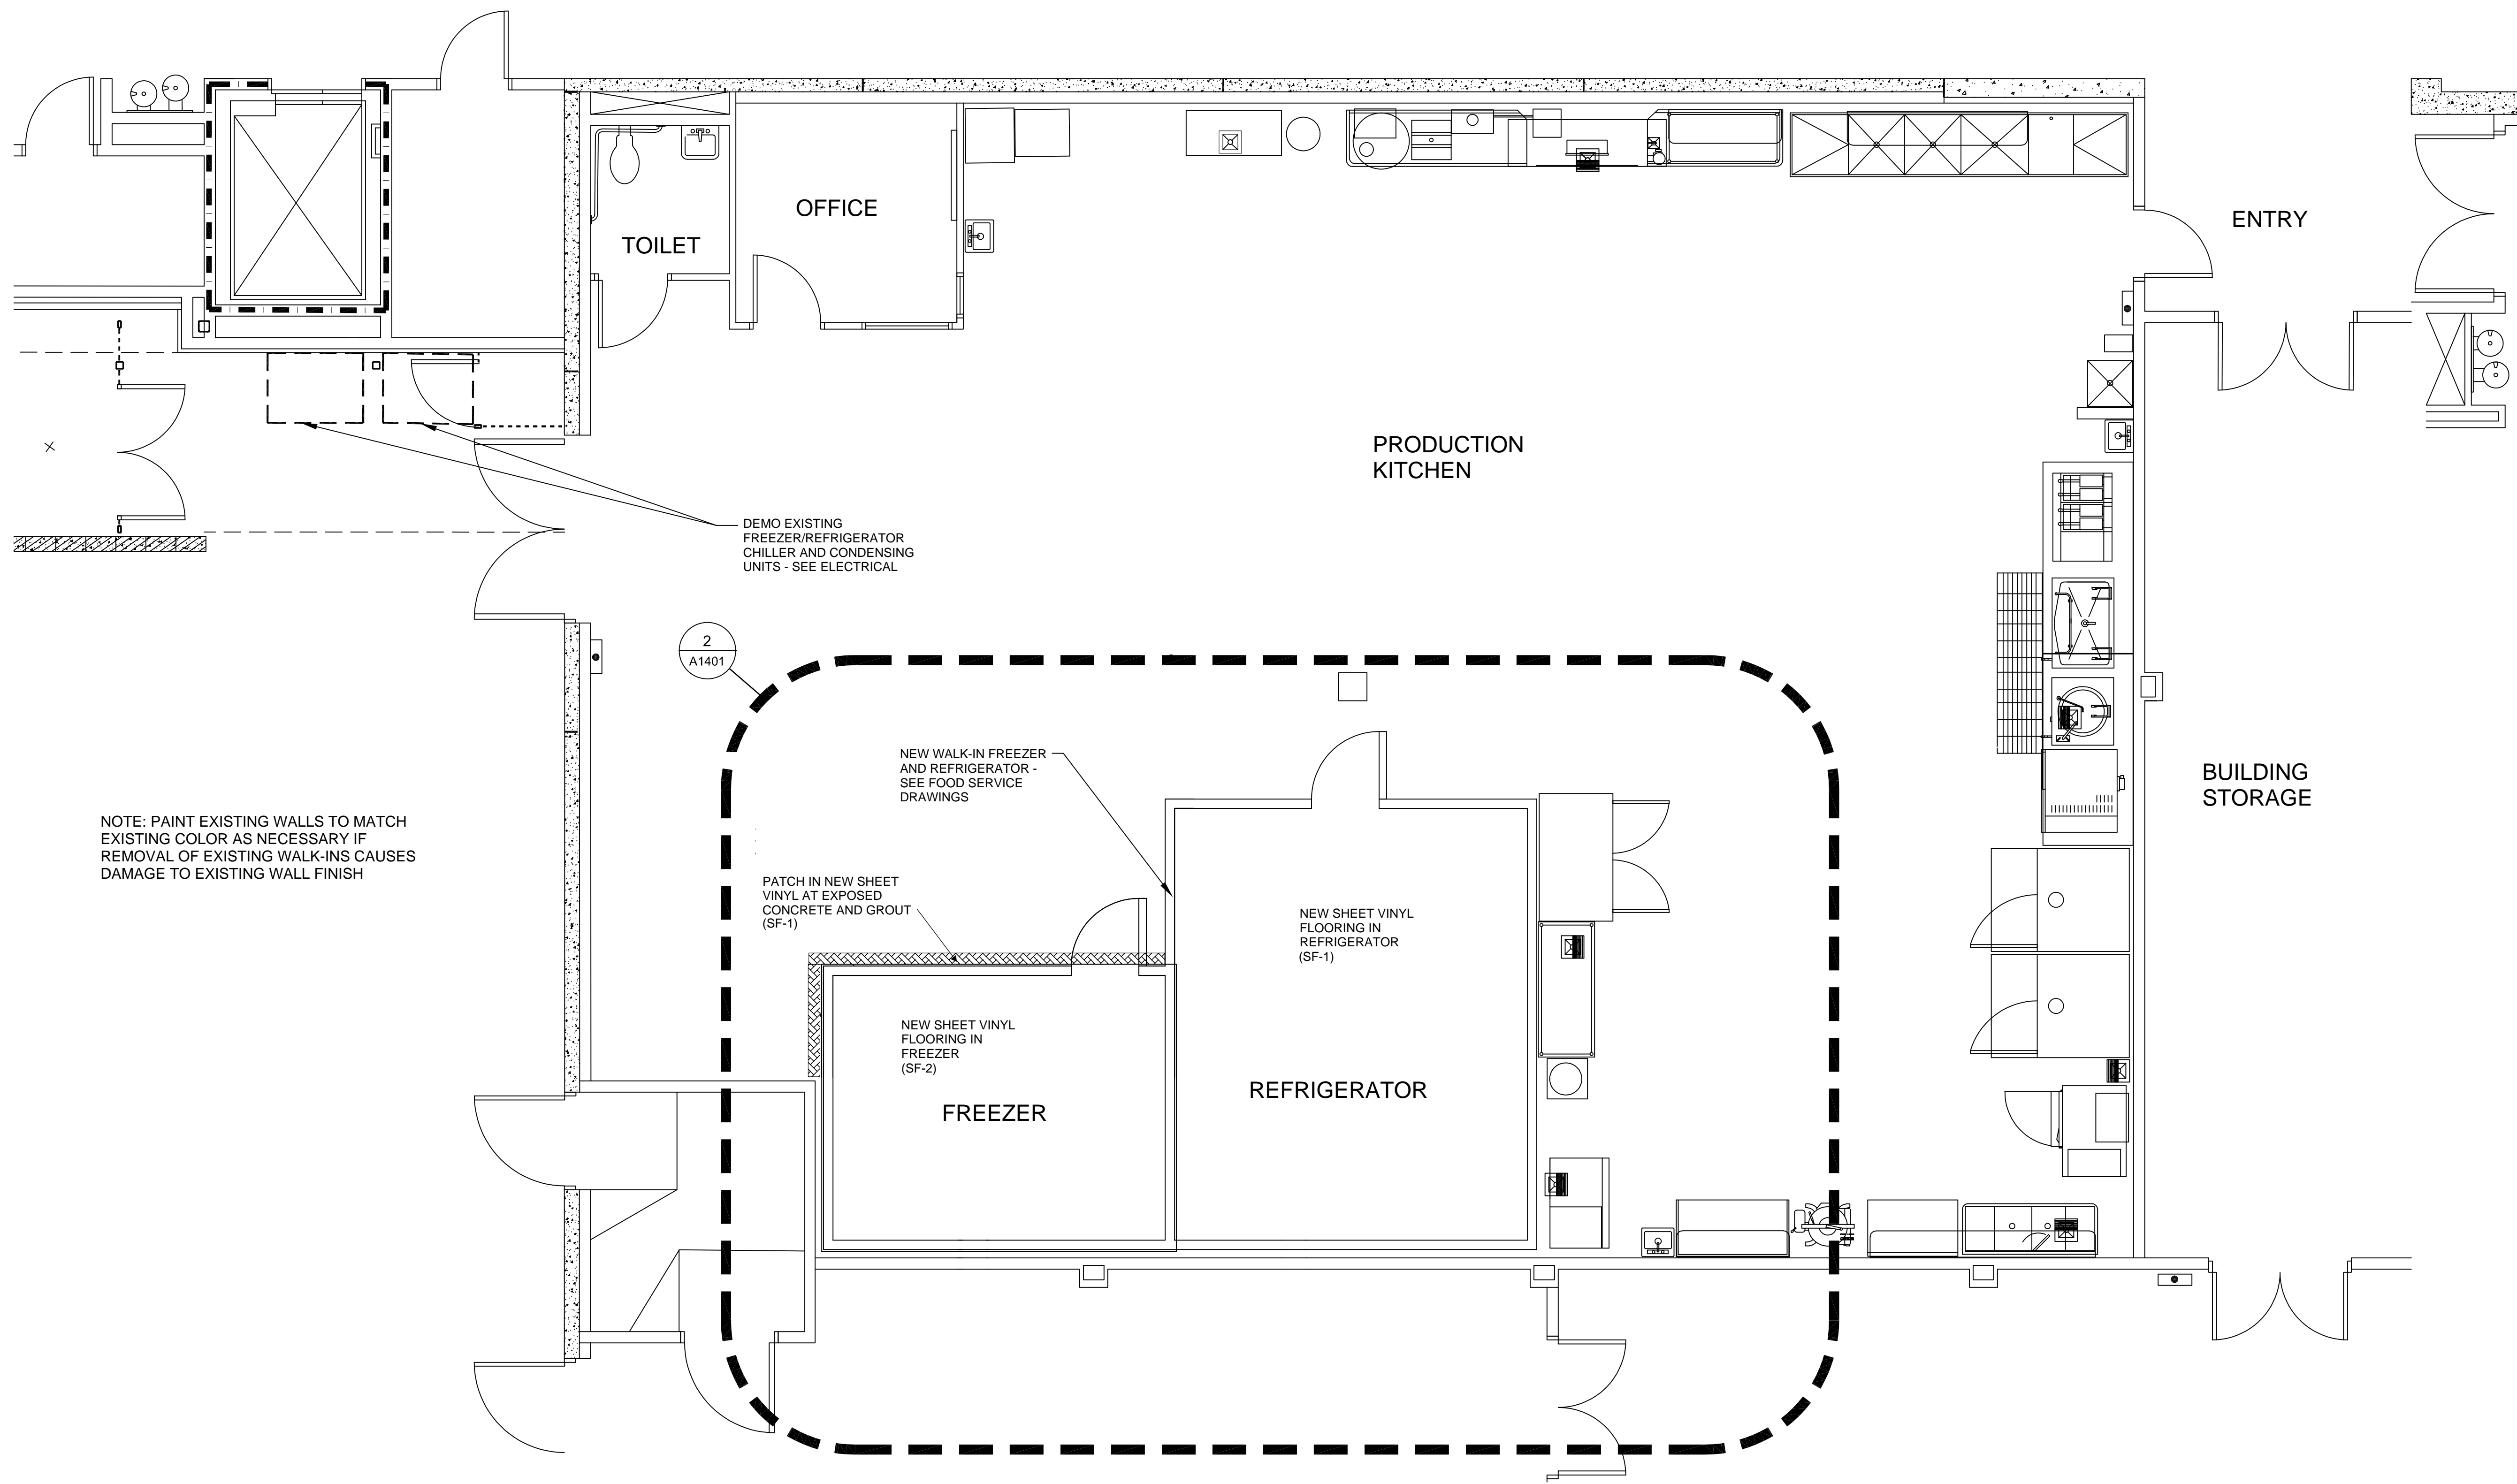 OFFICE
TOILET
ENTRY
PRODUCTION
KITCHEN
DEMO EXISTING
FREEZER/REFRIGERATOR
CHILLER AND CONDENSING
UNITS - SEE ELECTRICAL
2
A1401
NEW WALK-IN FREEZER
AND REFRIGERATOR -
SEE FOOD SERVICE
DRAWINGS
BUILDING
STORAGE
NOTE: PAINT EXISTING WALLS TO MATCH
EXISTING COLOR AS NECESSARY IF
REMOVAL OF EXISTING WALK-INS CAUSES
DAMAGE TO EXISTING WALL FINISH
PATCH IN NEW SHEET
VINYL AT EXPOSED
CONCRETE AND GROUT
(SF-1)
NEW SHEET VINYL
FLOORING IN
REFRIGERATOR
(SF-1)
NEW SHEET VINYL
FLOORING IN
FREEZER
(SF-2)
REFRIGERATOR
FREEZER